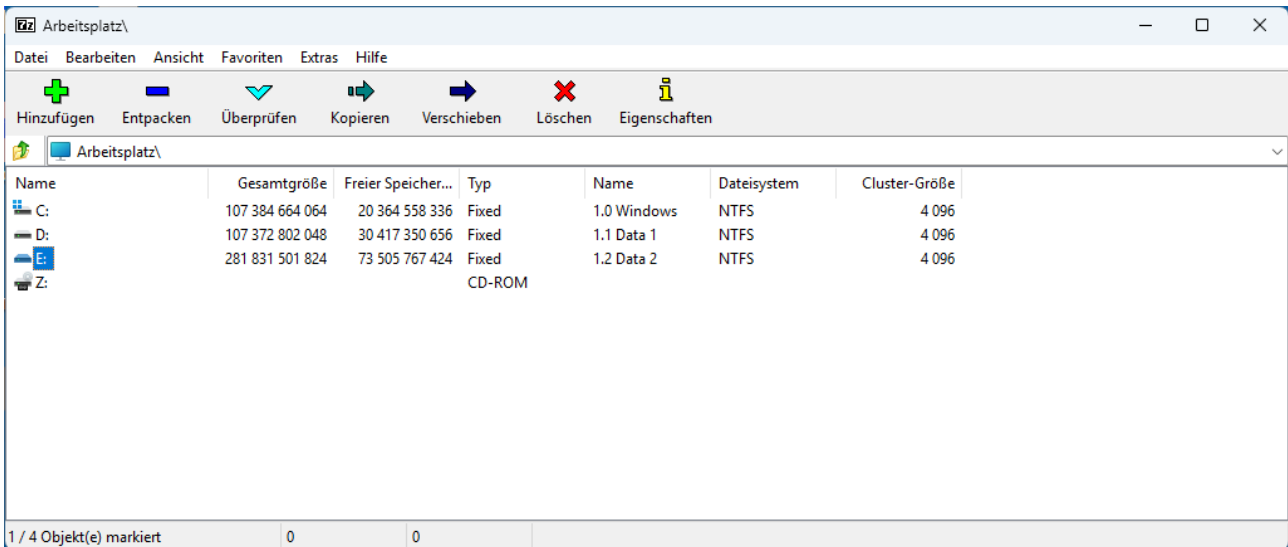 7z Arbeitsplatz\
Datei Bearbeiten Ansicht Favoriten Extras Hilfe
Hinzufügen Entpacken Überprüfen Kopieren Verschieben Löschen Eigenschaften
Arbeitsplatz\
Name Gesamtgröße Freier Speicher... Typ Name Dateisystem Cluster-Größe
C: 107 384 664 064 20 364 558 336 Fixed 1.0 Windows NTFS 4 096
D: 107 372 802 048 30 417 350 656 Fixed 1.1 Data 1 NTFS 4 096
E: 281 831 501 824 73 505 767 424 Fixed 1.2 Data 2 NTFS 4 096
Z: CD-ROM
1 / 4 Objekt(e) markiert 0 0